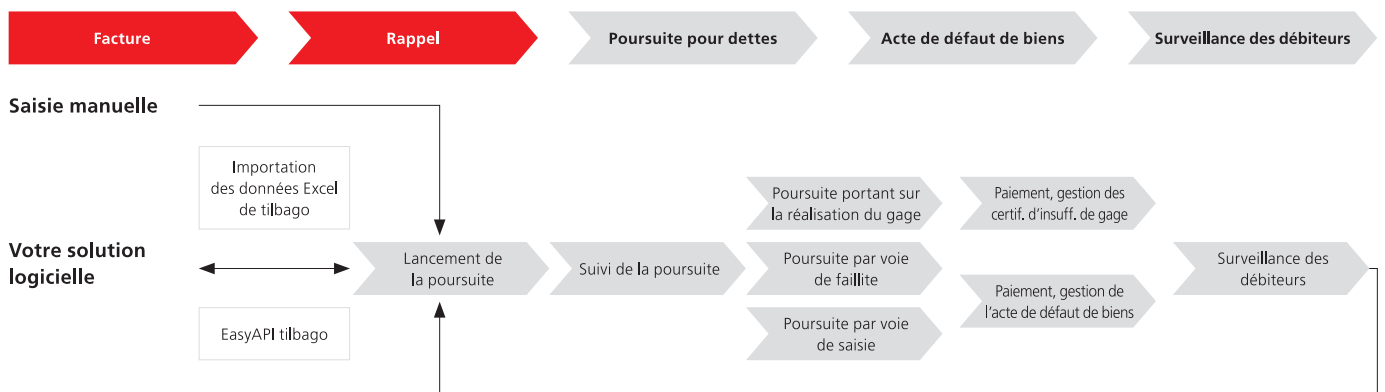 Facture
Rappel
Poursuite pour dettes
Acte de défaut de biens
Surveillance des débiteurs
Saisie manuelle
Importation
des données Excel
de tilbago
Votre solution
logicielle
EasyAPI tilbago
Lancement de
la poursuite
Suivi de la poursuite
Poursuite portant sur
la réalisation du gage
Poursuite par voie
de faillite
Poursuite par voie
de saisie
Paiement, gestion des
certif. d'insuff. de gage
Paiement, gestion de
l'acte de défaut de biens
Surveillance des
débiteurs